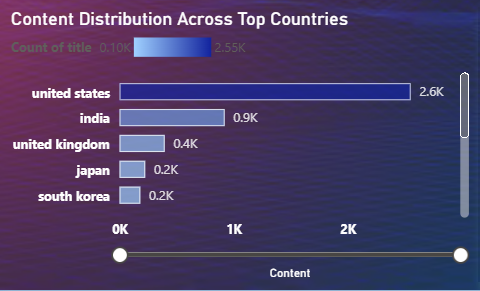 Content Distribution Across Top Countries
Count of title 0.10K 2.55K
united states 2.6K
india 0.9K
united kingdom 0.4K
japan 0.2K
south korea 0.2K
0K 1K 2K
Content